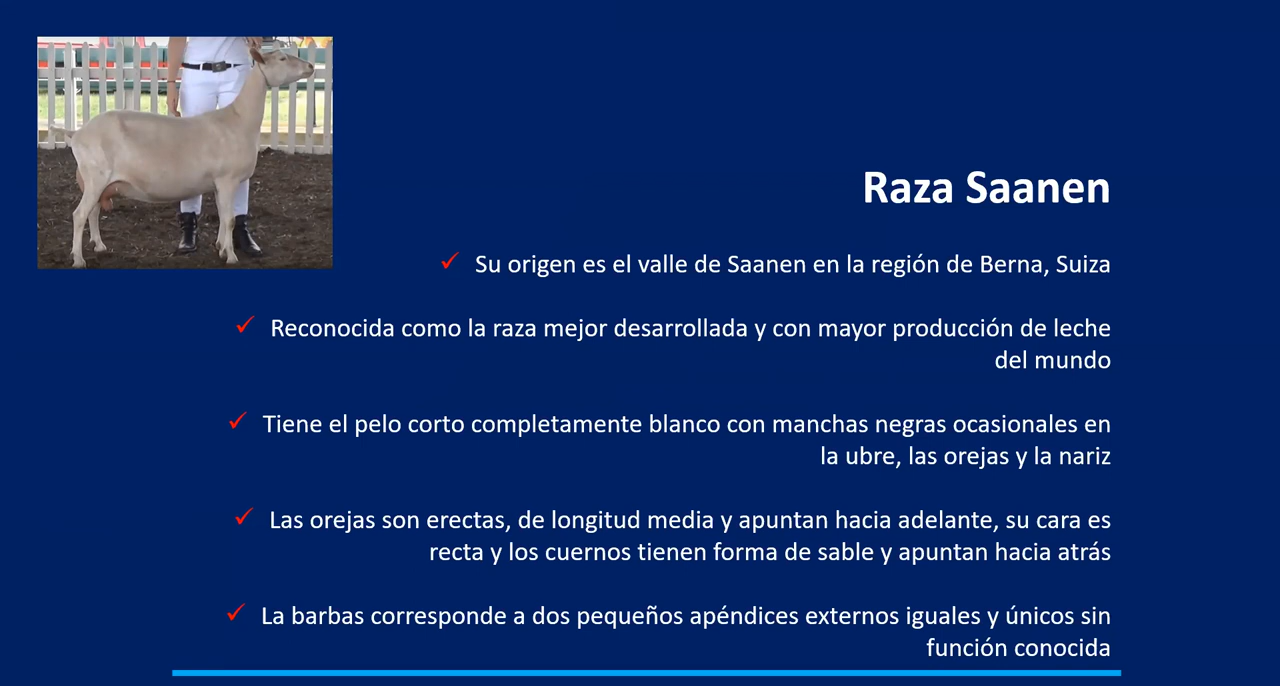 Raza Saanen
✓ Su origen es el valle de Saanen en la región de Berna, Suiza
✓ Reconocida como la raza mejor desarrollada y con mayor producción de leche
del mundo
✓ Tiene el pelo corto completamente blanco con manchas negras ocasionales en
la ubre, las orejas y la nariz
✓ Las orejas son erectas, de longitud media y apuntan hacia adelante, su cara es
recta y los cuernos tienen forma de sable y apuntan hacia atrás
✓ La barbas corresponde a dos pequeños apéndices externos iguales y únicos sin
función conocida